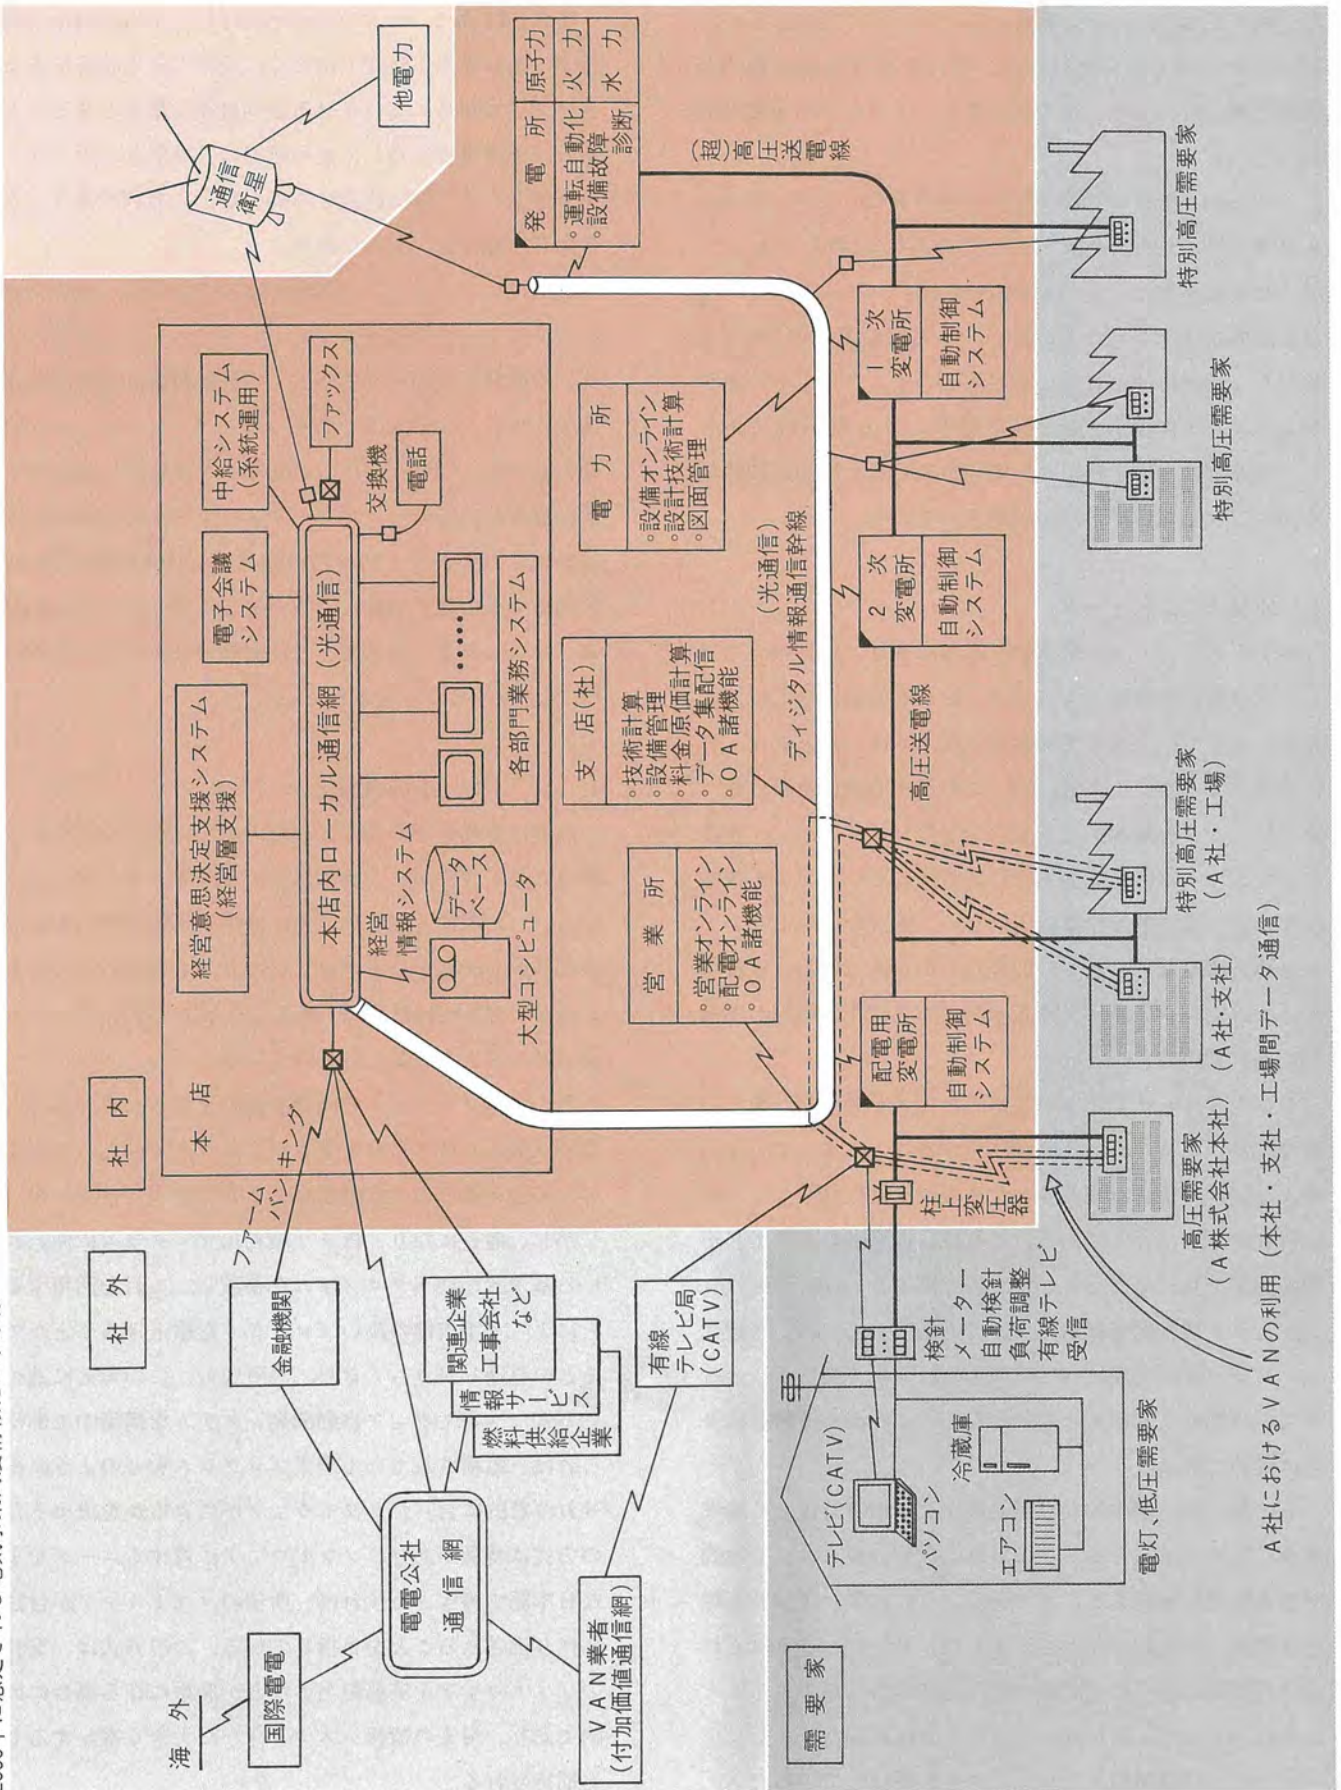 社外
社内
海外
国際電電
電電公社
通信網
VAN業者
(付加価値通信網)
金融機関
ファーム
バンキング
関連企業
工事会社
など
情報サービス
燃料供給企業
有線
テレビ局
(CATV)
本店
経営意思決定支援システム
(経営層支援)
電子会議
システム
中給システム
(系統運用)
ファックス
交換機
電話
本店内ローカル通信網(光通信)
経営
情報システム
データ
ベース
大型コンピュータ
各部門業務システム
通信
衛星
他電力
発電所
原子力
火力
水力
◦運転自動化
◦設備故障
診断
(超)高圧送電線
営業所
◦営業オンライン
◦配電オンライン
◦OA諸機能
支店(社)
◦技術計算
◦設備管理
◦料金原価計算
◦データ集配信
◦OA諸機能
電力所
◦設備オンライン
◦設計技術計算
◦図面管理
(光通信)
ディジタル情報通信幹線
配電用
変電所
自動制御
システム
高圧送電線
2次
変電所
自動制御
システム
1次
変電所
自動制御
システム
柱上変圧器
需要家
検針
メーター
自動検針
負荷調整
有線テレビ
受信
テレビ(CATV)
パソコン
冷蔵庫
エアコン
電灯、低圧需要家
高圧需要家
(A株式会社本社)
(A社・支社)
特別高圧需要家
(A社・工場)
特別高圧需要家
特別高圧需要家
A社におけるVANの利用(本社・支社・工場間データ通信)